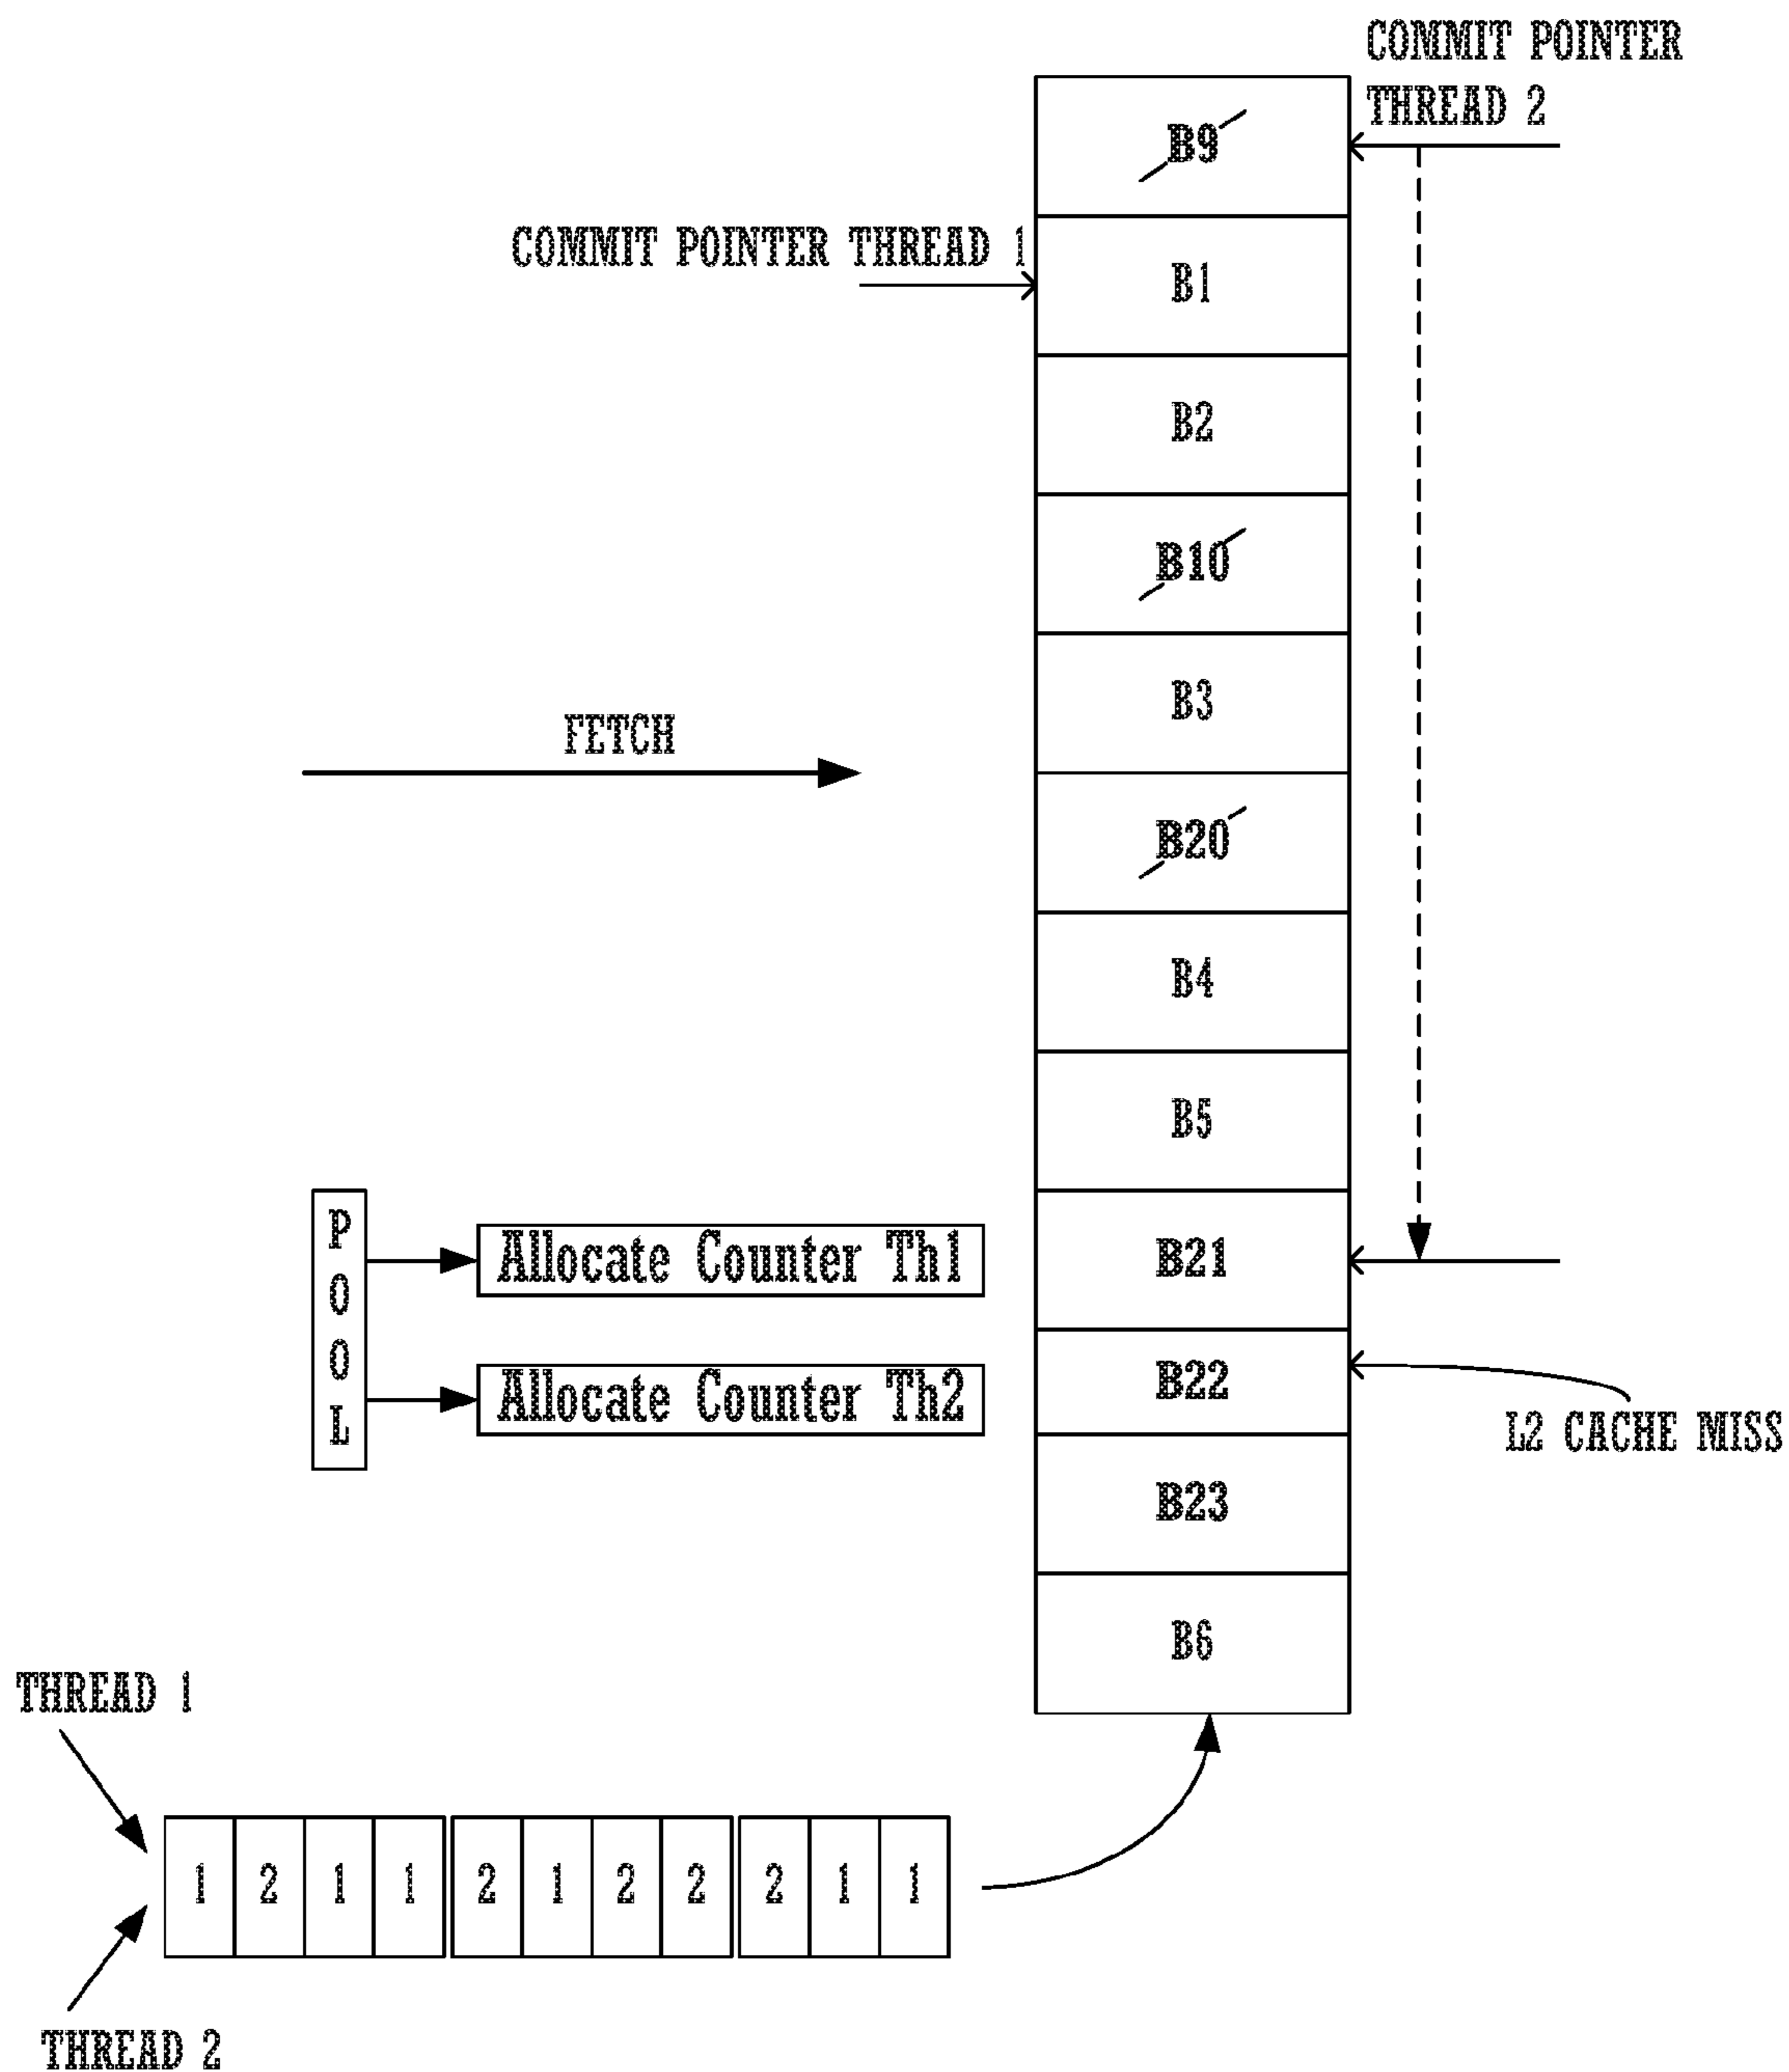 COMMIT POINTER
THREAD 2
B9
COMMIT POINTER THREAD 1
B1
B2
B10
B3
FETCH
B20
B4
B5
POOL
Allocate Counter Th1
B21
Allocate Counter Th2
B22
L2 CACHE MISS
B23
B6
THREAD 1
1 2 1 1 2 1 2 2 2 1 1
THREAD 2